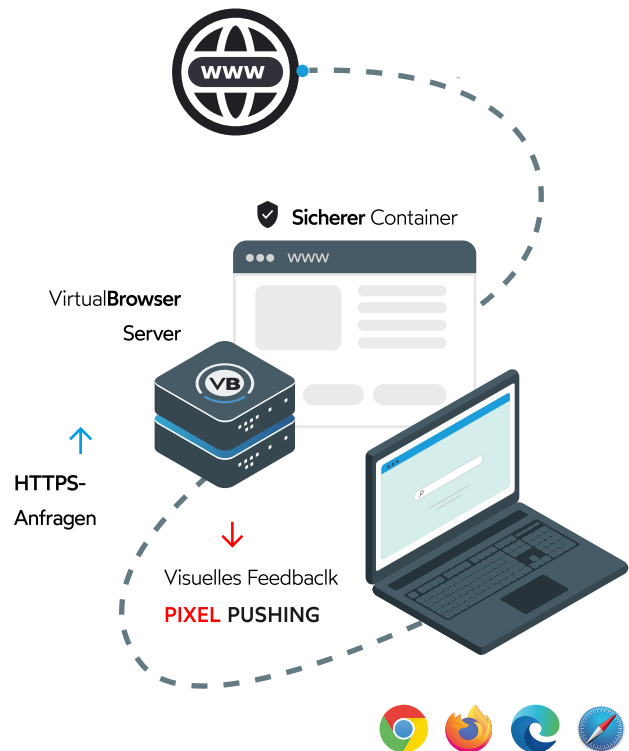 www
Sicherer Container
www
VirtualBrowser
Server
VB
HTTPS-
Anfragen
Visuelles Feedbaclk
PIXEL PUSHING